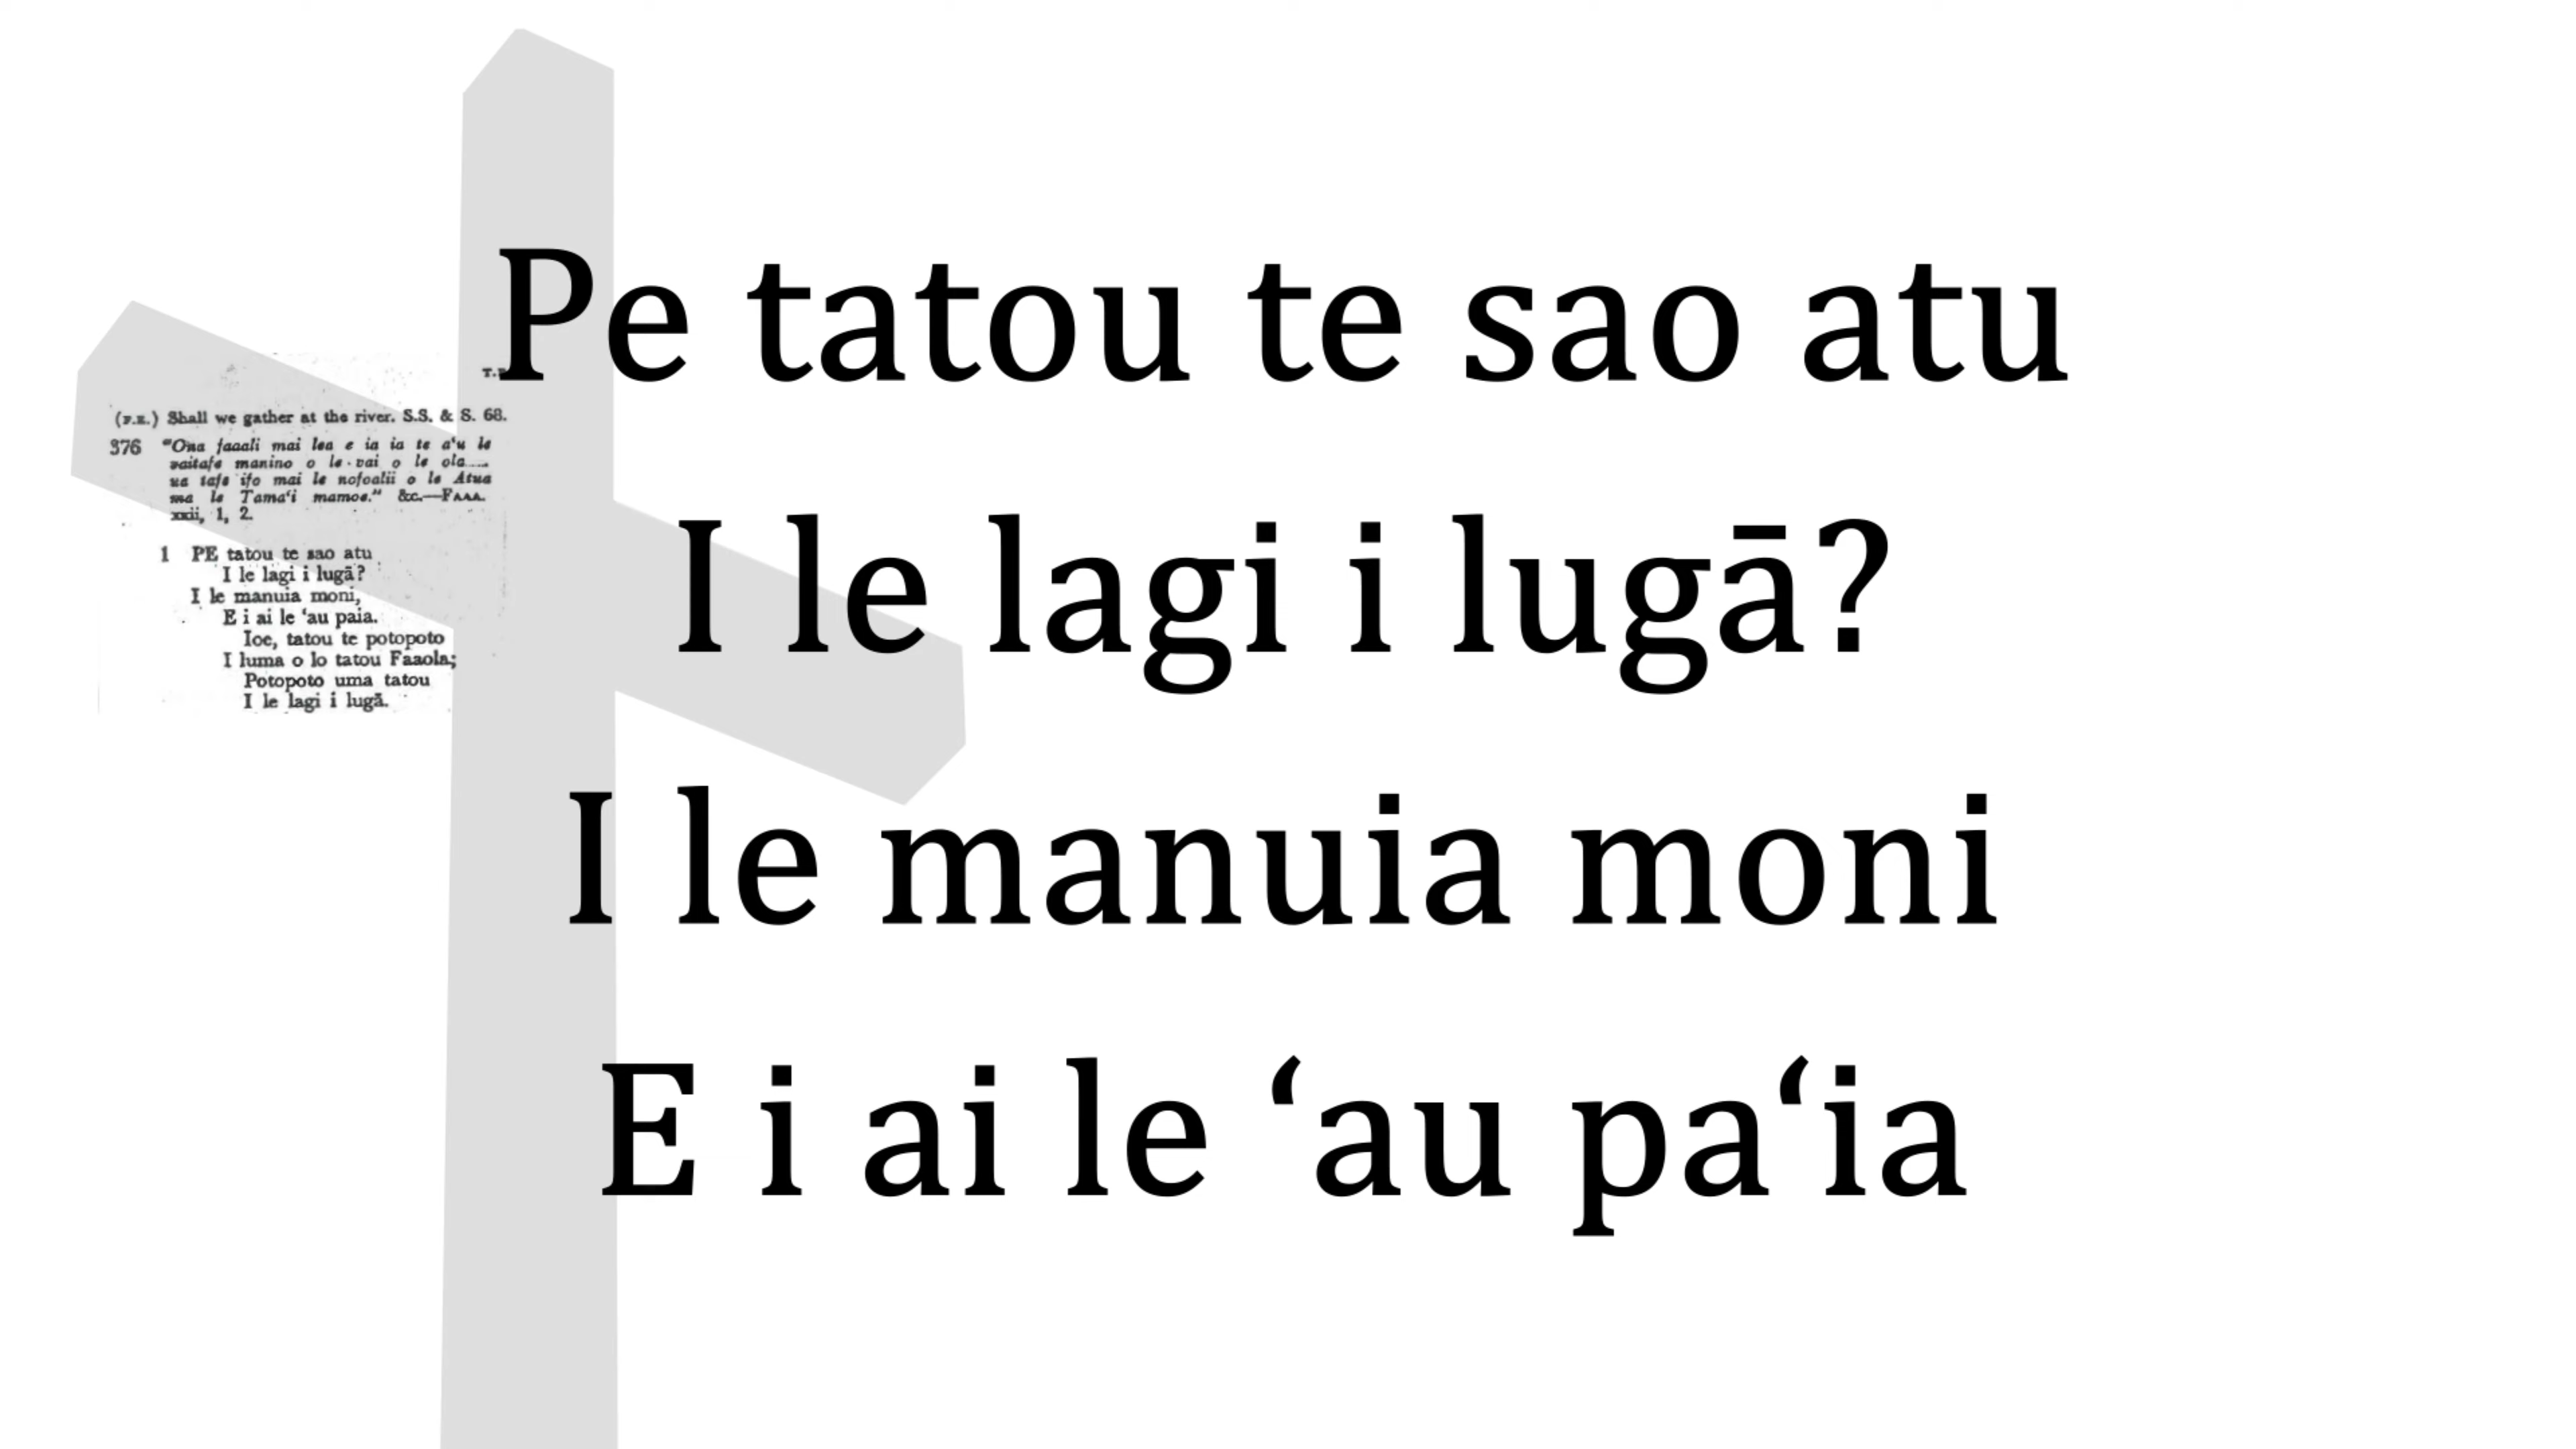 (F.E.) Shall we gather at the river. S.S. & S. 68.
376 "Ona faaali mai lea e ia ia te a‘u le
vaitafe manino o le vai o le ola....
ua tafe ifo mai le nofoalii o le Atua
ma le Tama‘i mamoe." &c.—FAAA.
xxii, 1, 2.
1 PE tatou te sao atu
I le lagi i lugā?
I le manuia moni,
E i ai le ‘au paia.
Ioe, tatou te potopoto
I luma o lo tatou Faaola;
Potopoto uma tatou
I le lagi i lugā.
Pe tatou te sao atu
I le lagi i lugā?
I le manuia moni
E i ai le ‘au pa‘ia